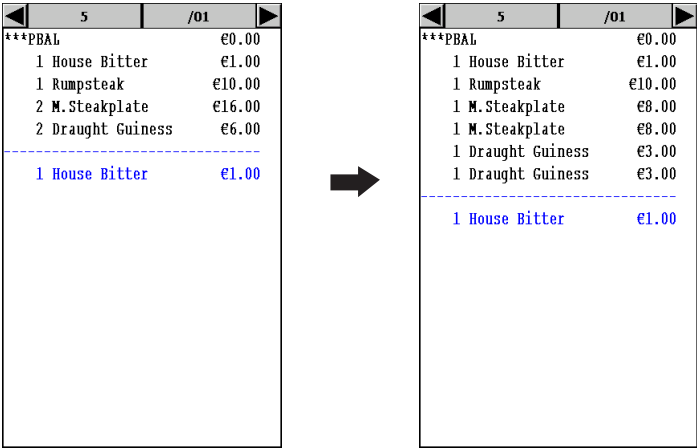 5 /01
***PBAL €0.00
1 House Bitter €1.00
1 Rumpsteak €10.00
2 M.Steakplate €16.00
2 Draught Guiness €6.00
1 House Bitter €1.00
5 /01
***PBAL €0.00
1 House Bitter €1.00
1 Rumpsteak €10.00
1 M.Steakplate €8.00
1 M.Steakplate €8.00
1 Draught Guiness €3.00
1 Draught Guiness €3.00
1 House Bitter €1.00